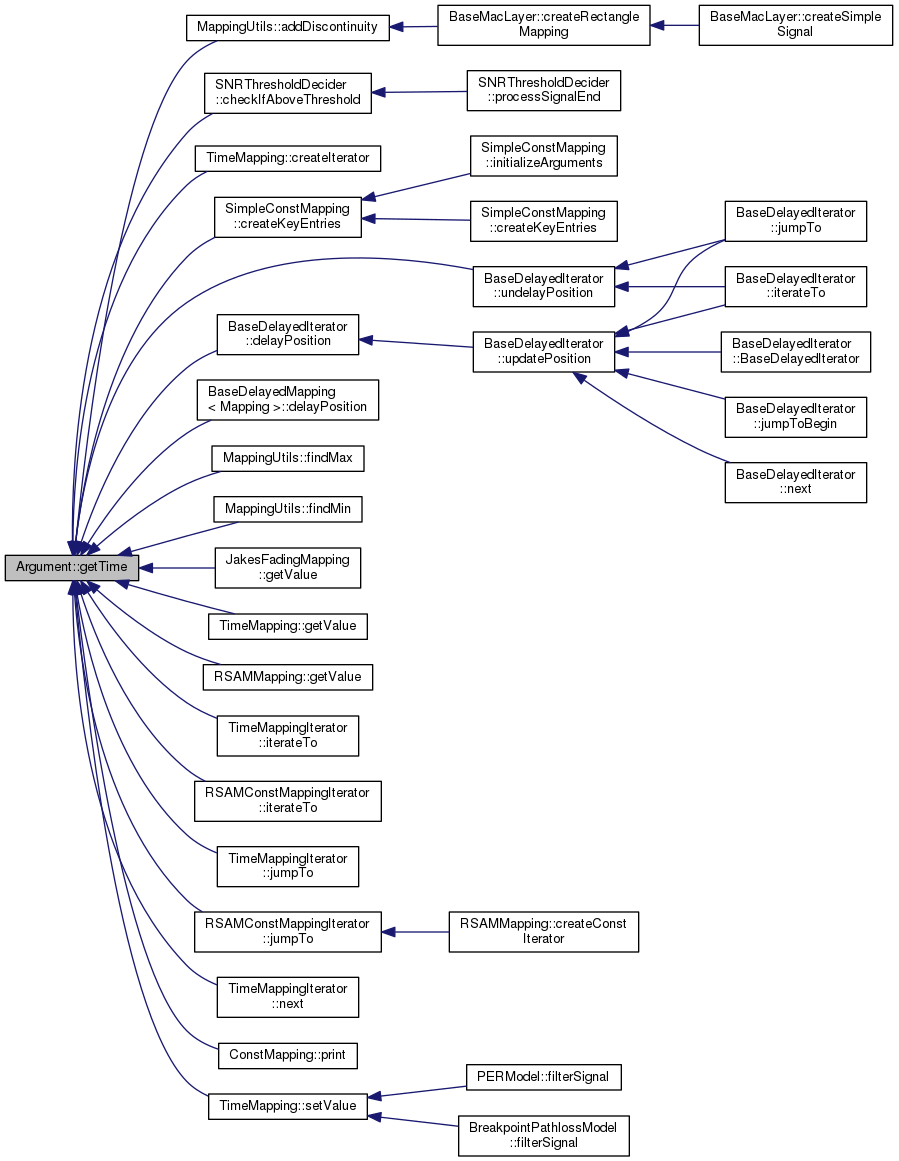 MappingUtils::addDiscontinuity
BaseMacLayer::createRectangle
Mapping
BaseMacLayer::createSimple
Signal
SNRThresholdDecider
::checkIfAboveThreshold
SNRThresholdDecider
::processSignalEnd
TimeMapping::createIterator
SimpleConstMapping
::initializeArguments
SimpleConstMapping
::createKeyEntries
SimpleConstMapping
::createKeyEntries
BaseDelayedIterator
::jumpTo
BaseDelayedIterator
::undelayPosition
BaseDelayedIterator
::iterateTo
BaseDelayedIterator
::delayPosition
BaseDelayedIterator
::updatePosition
BaseDelayedIterator
::BaseDelayedIterator
BaseDelayedMapping
< Mapping >::delayPosition
BaseDelayedIterator
::jumpToBegin
MappingUtils::findMax
BaseDelayedIterator
::next
MappingUtils::findMin
Argument::getTime
JakesFadingMapping
::getValue
TimeMapping::getValue
RSAMMapping::getValue
TimeMappingIterator
::iterateTo
RSAMConstMappingIterator
::iterateTo
TimeMappingIterator
::jumpTo
RSAMConstMappingIterator
::jumpTo
RSAMMapping::createConst
Iterator
TimeMappingIterator
::next
ConstMapping::print
TimeMapping::setValue
PERModel::filterSignal
BreakpointPathlossModel
::filterSignal